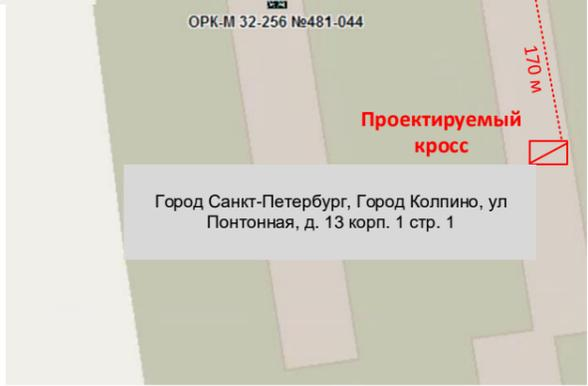 ОРК-М 32-256 №481-044
170 м
Проектируемый
кросс
Город Санкт-Петербург, Город Колпино, ул
Понтонная, д. 13 корп. 1 стр. 1